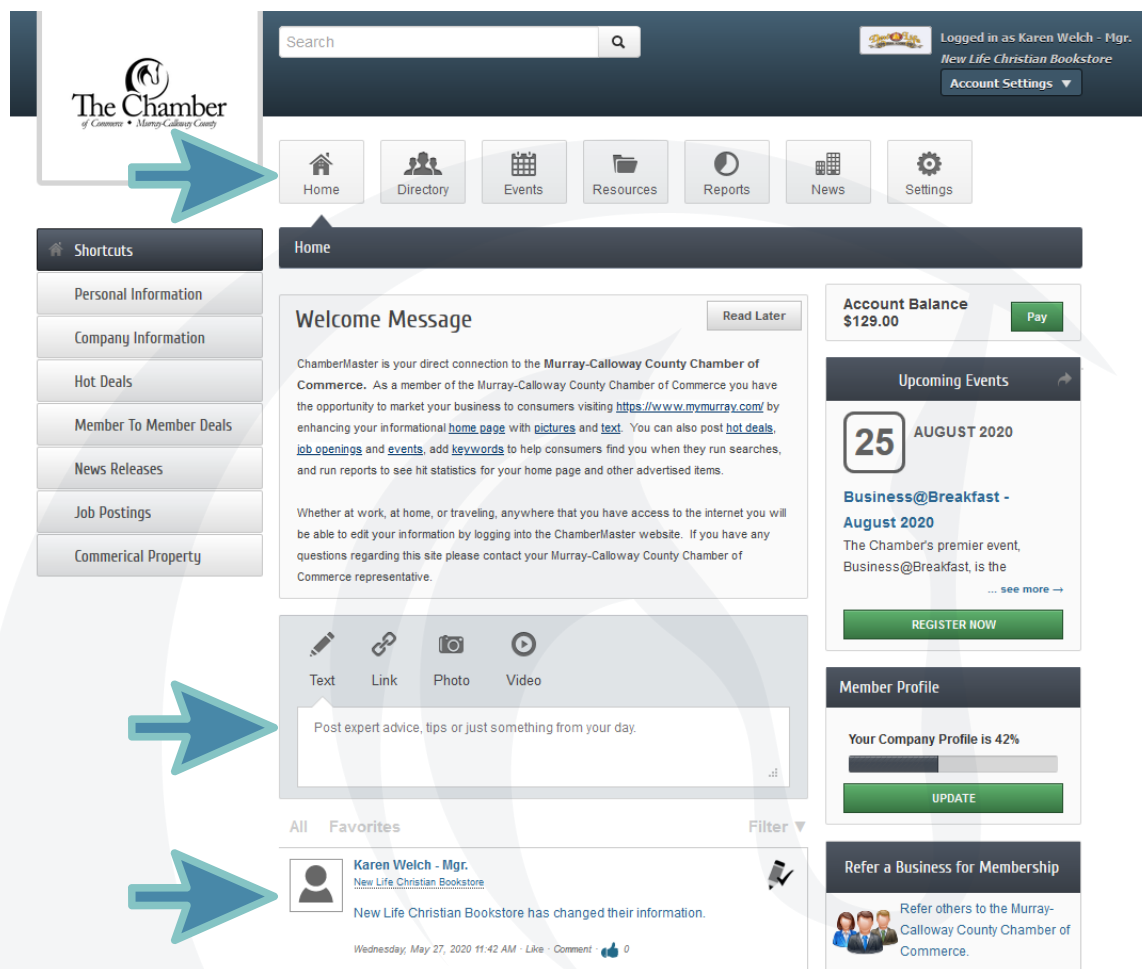 The Chamber
of Commerce • Murray-Calloway County
Search
Logged in as Karen Welch - Mgr.
New Life Christian Bookstore
Account Settings ▼
Home
Directory
Events
Resources
Reports
News
Settings
Shortcuts
Personal Information
Company Information
Hot Deals
Member To Member Deals
News Releases
Job Postings
Commerical Property
Home
Welcome Message
Read Later
ChamberMaster is your direct connection to the Murray-Calloway County Chamber of
Commerce. As a member of the Murray-Calloway County Chamber of Commerce you have
the opportunity to market your business to consumers visiting https://www.mymurray.com/ by
enhancing your informational home page with pictures and text. You can also post hot deals,
job openings and events, add keywords to help consumers find you when they run searches,
and run reports to see hit statistics for your home page and other advertised items.
Whether at work, at home, or traveling, anywhere that you have access to the internet you will
be able to edit your information by logging into the ChamberMaster website. If you have any
questions regarding this site please contact your Murray-Calloway County Chamber of
Commerce representative.
Text
Link
Photo
Video
Post expert advice, tips or just something from your day.
All Favorites
Filter ▼
Karen Welch - Mgr.
New Life Christian Bookstore
New Life Christian Bookstore has changed their information.
Wednesday, May 27, 2020 11:42 AM · Like · Comment · 0
Account Balance
$129.00
Pay
Upcoming Events
25
AUGUST 2020
Business@Breakfast -
August 2020
The Chamber's premier event,
Business@Breakfast, is the
... see more →
REGISTER NOW
Member Profile
Your Company Profile is 42%
UPDATE
Refer a Business for Membership
Refer others to the Murray-
Calloway County Chamber of
Commerce.